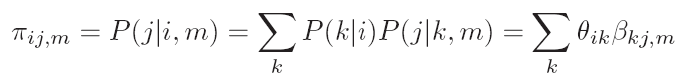 π_{ij,m} = P(j|i, m) = ∑_k P(k|i)P(j|k, m) = ∑_k θ_{ik}β_{kj,m}